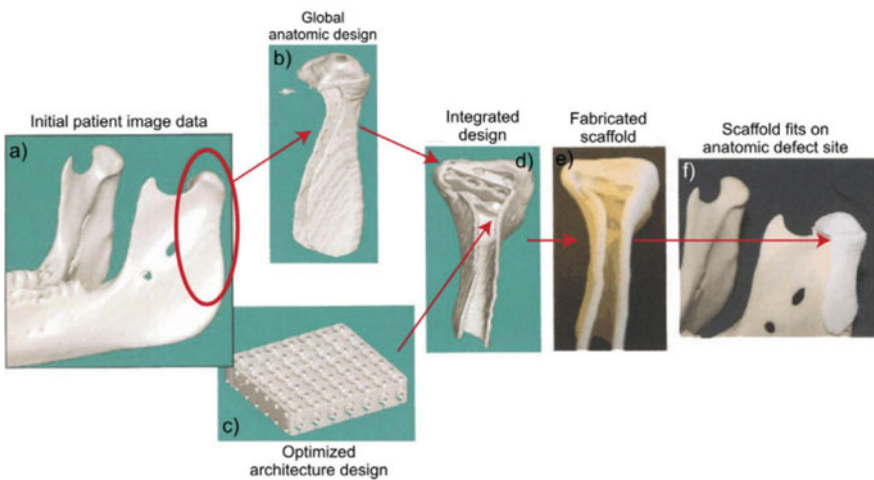 Global
anatomic design
b)
Initial patient image data
a)
Integrated
design
d)
Fabricated
scaffold
e)
Scaffold fits on
anatomic defect site
f)
c)
Optimized
architecture design